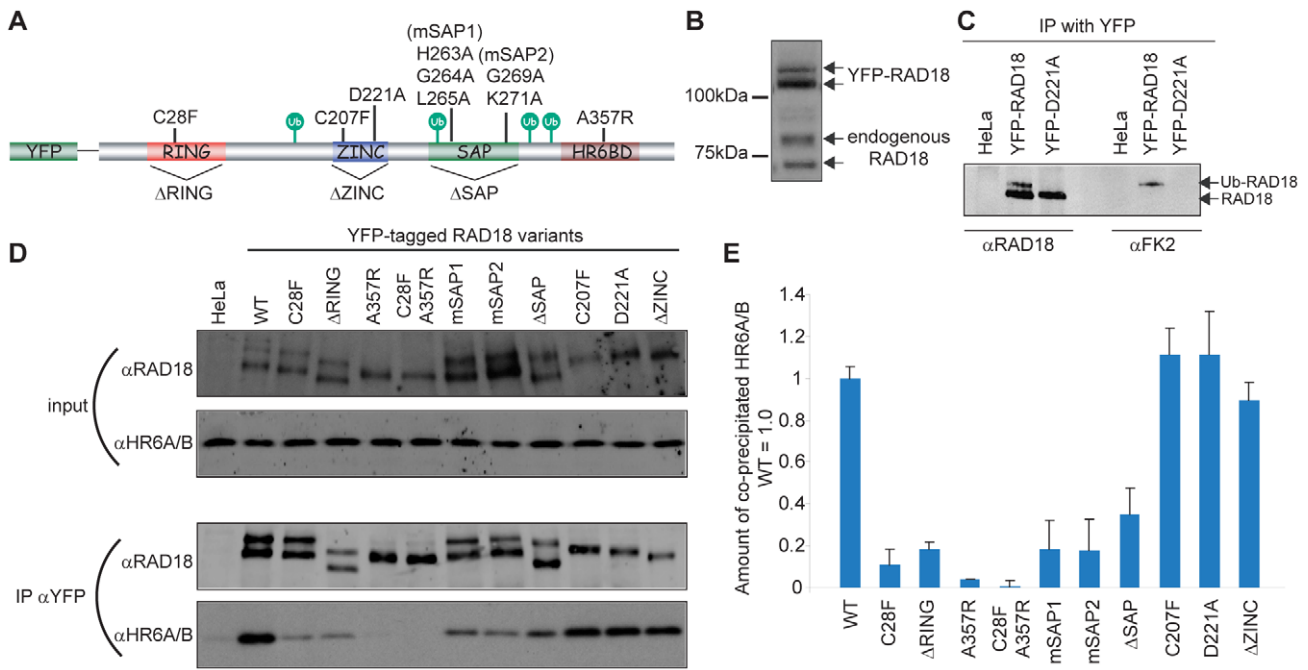 A
(mSAP1)
H263A (mSAP2)
G264A G269A
D221A L265A K271A
C28F Ub C207F Ub Ub Ub A357R
YFP RING ZINC SAP HR6BD
ΔRING ΔZINC ΔSAP
B
YFP-RAD18
100kDa
endogenous
RAD18
75kDa
C
IP with YFP
HeLa YFP-RAD18 YFP-D221A HeLa YFP-RAD18 YFP-D221A
Ub-RAD18
RAD18
αRAD18 αFK2
D
YFP-tagged RAD18 variants
HeLa WT C28F ΔRING A357R C28F A357R mSAP1 mSAP2 ΔSAP C207F D221A ΔZINC
αRAD18
input
αHR6A/B
αRAD18
IP αYFP
αHR6A/B
E
Amount of co-precipitated HR6A/B
WT = 1.0
1.4
1.2
1
0.8
0.6
0.4
0.2
0
WT C28F ΔRING A357R C28F A357R mSAP1 mSAP2 ΔSAP C207F D221A ΔZINC